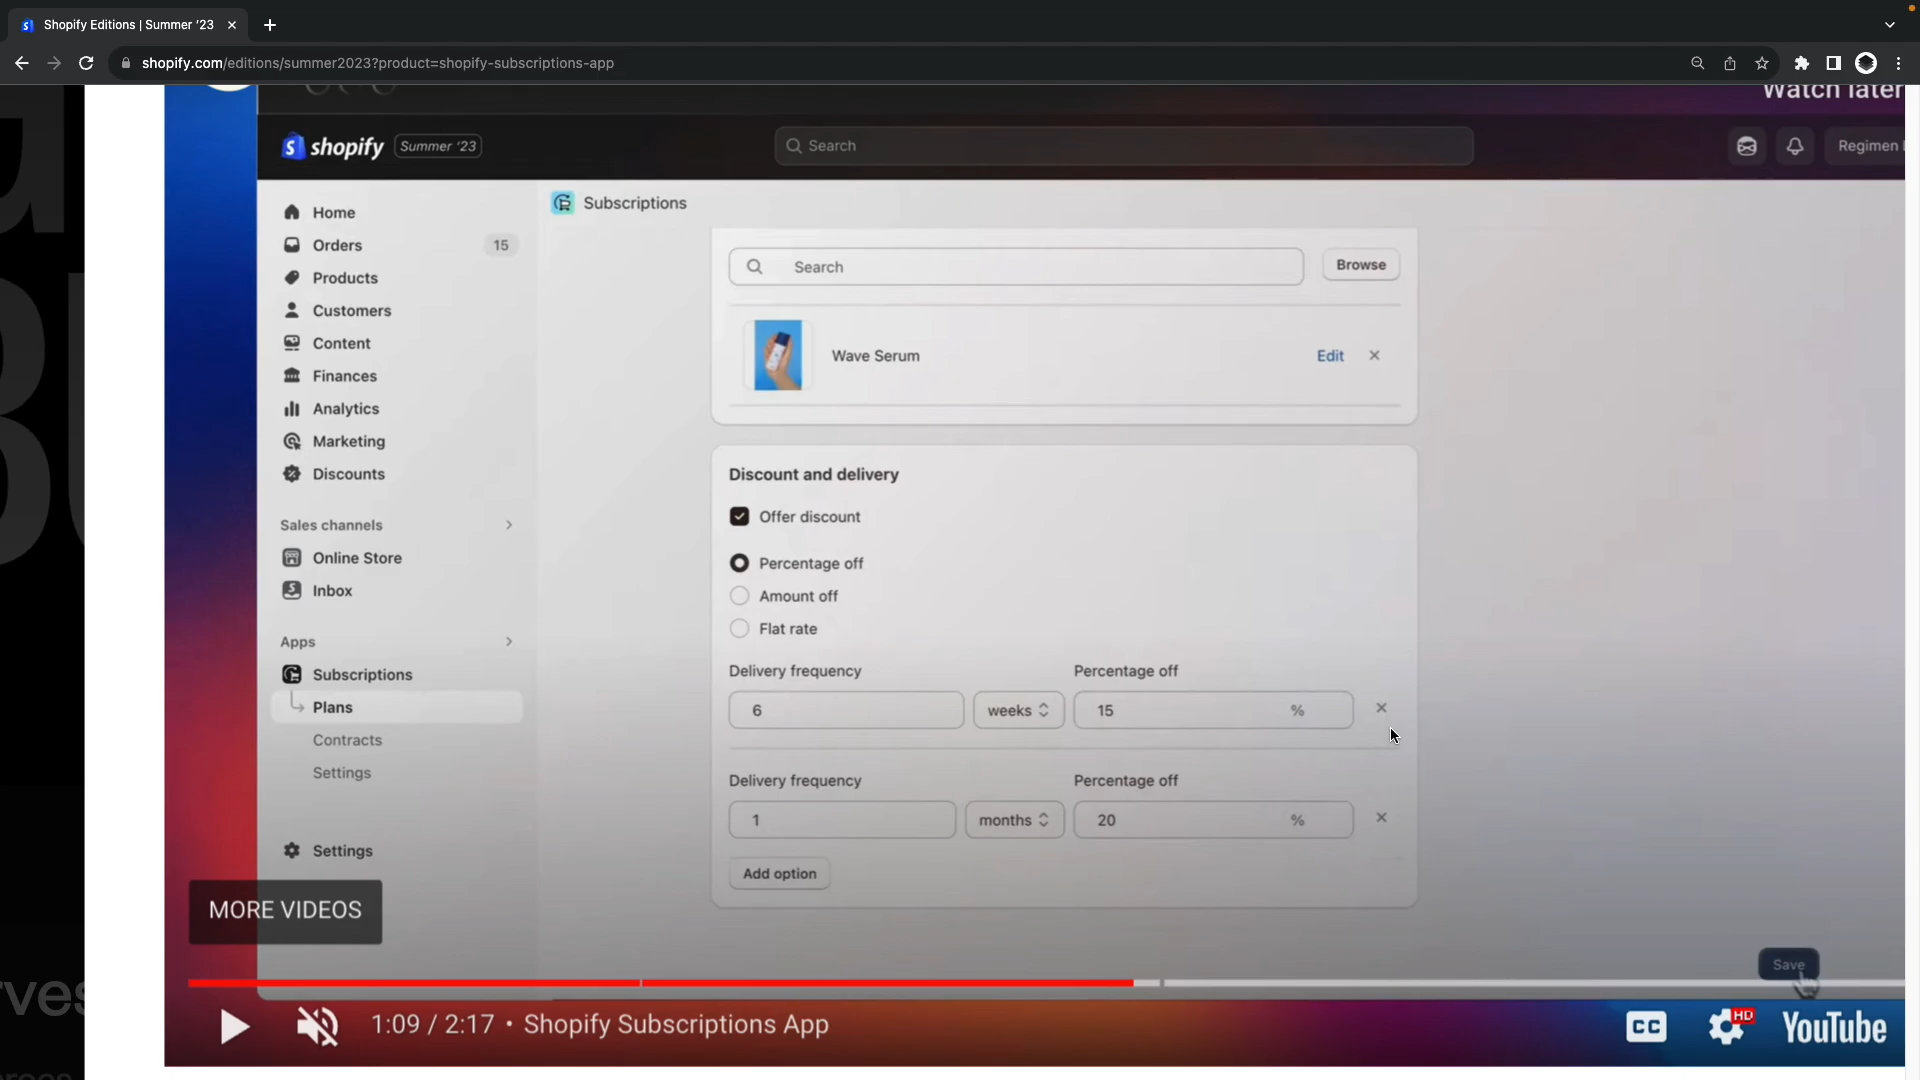 Shopify Editions | Summer '23
shopify.com/editions/summer2023?product=shopify-subscriptions-app
Watch later
shopify Summer '23
Search
Regimen
Subscriptions
Home
Orders 15
Products
Customers
Content
Finances
Analytics
Marketing
Discounts
Sales channels
Online Store
Inbox
Apps
Subscriptions
Plans
Contracts
Settings
Settings
Search
Browse
Wave Serum
Edit
Discount and delivery
Offer discount
Percentage off
Amount off
Flat rate
Delivery frequency Percentage off
6 weeks 15 %
Delivery frequency Percentage off
1 months 20 %
Add option
Save
MORE VIDEOS
1:09 / 2:17 • Shopify Subscriptions App
CC HD YouTube